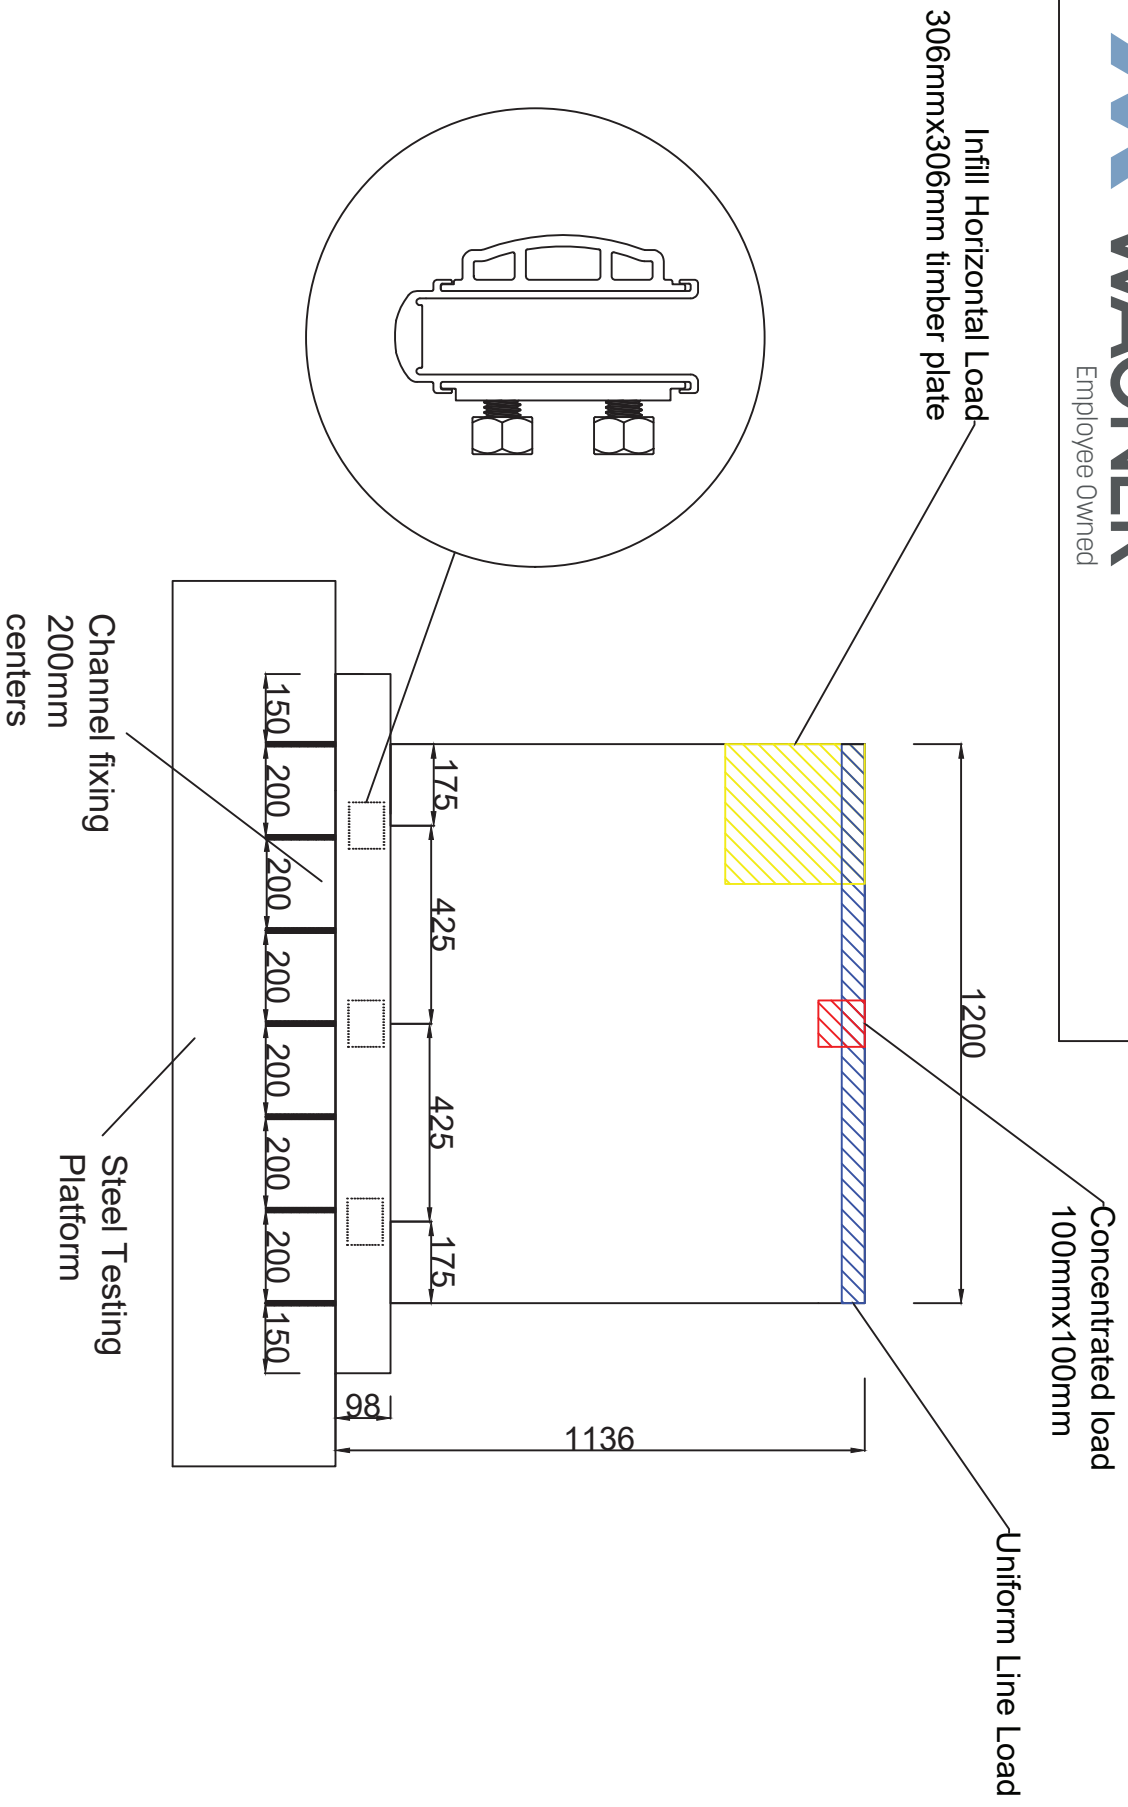 WAGNER
Employee Owned
Concentrated load
100mmx100mm
Uniform Line Load
Infill Horizontal Load
306mmx306mm timber plate
1200
1136
175
425
425
175
98
150
200
200
200
200
200
200
150
Channel fixing
200mm
centers
Steel Testing
Platform